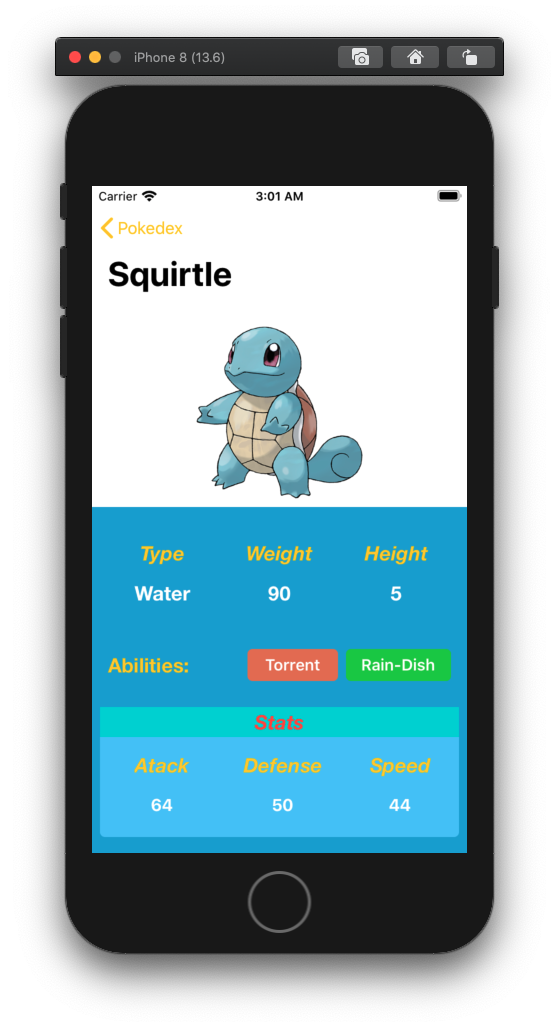 iPhone 8 (13.6)
Carrier 3:01 AM
Pokedex
Squirtle
Type Weight Height
Water 90 5
Abilities: Torrent Rain-Dish
Stats
Atack Defense Speed
64 50 44